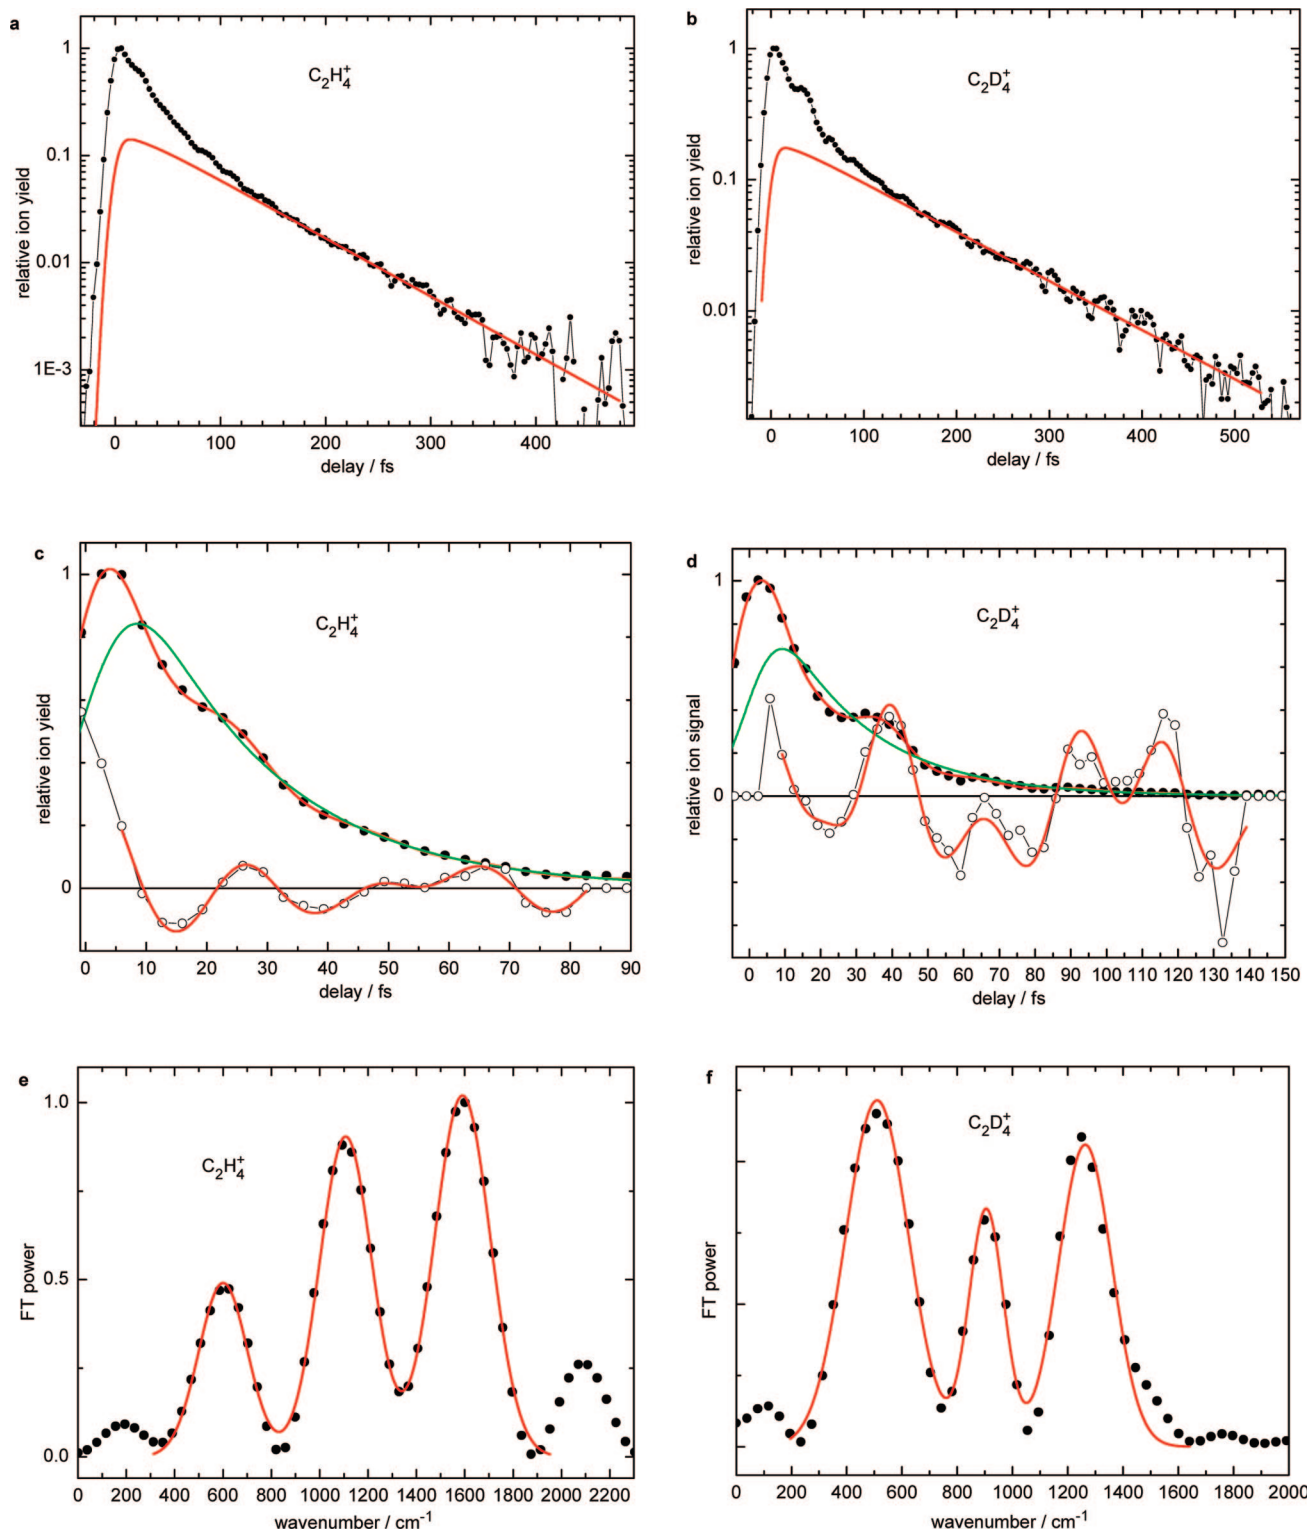 a
C₂H₄⁺
relative ion yield
1
0.1
0.01
1E-3
0 100 200 300 400
delay / fs
b
C₂D₄⁺
relative ion yield
1
0.1
0.01
0 100 200 300 400 500
delay / fs
c
C₂H₄⁺
relative ion yield
1
0
0 10 20 30 40 50 60 70 80 90
delay / fs
d
C₂D₄⁺
relative ion signal
1
0
0 10 20 30 40 50 60 70 80 90 100 110 120 130 140 150
delay / fs
e
C₂H₄⁺
FT power
1.0
0.5
0.0
0 200 400 600 800 1000 1200 1400 1600 1800 2000 2200
wavenumber / cm⁻¹
f
C₂D₄⁺
FT power
0 200 400 600 800 1000 1200 1400 1600 1800 2000
wavenumber / cm⁻¹